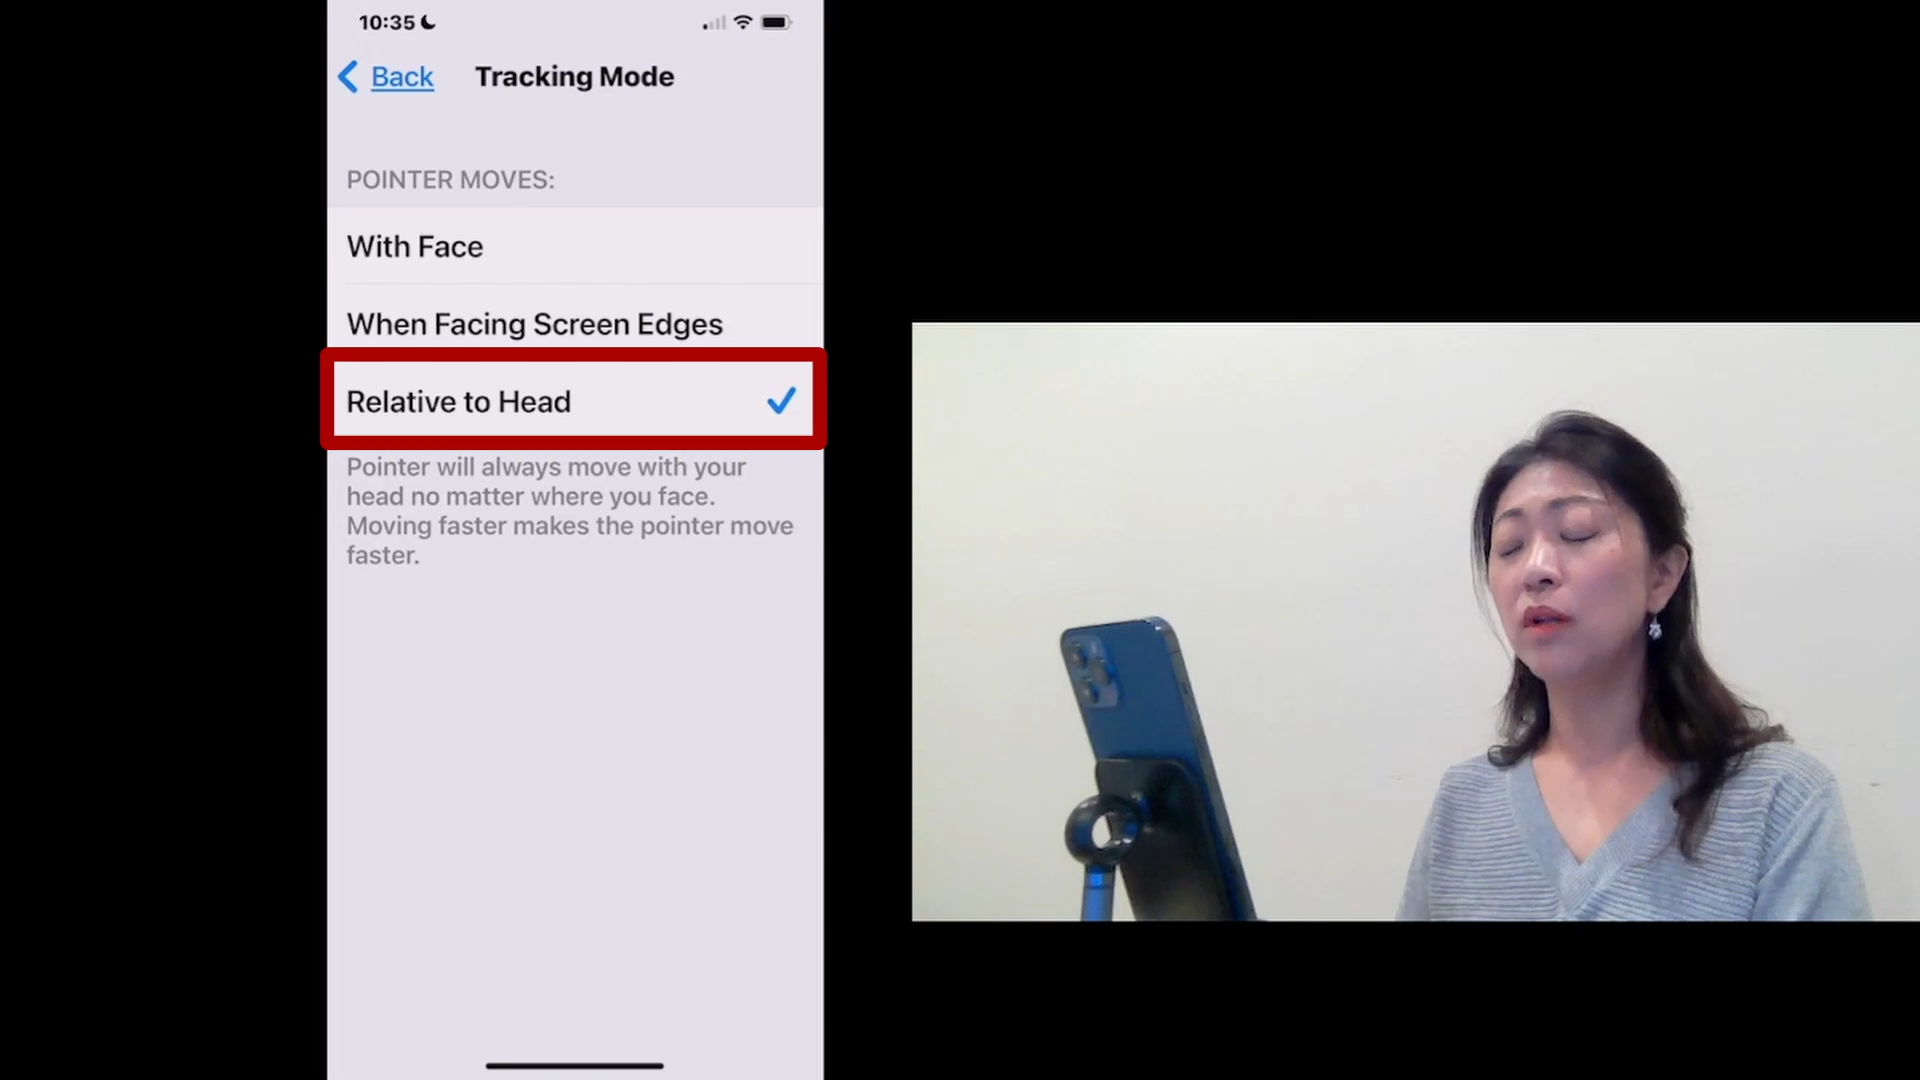 10:35
Back
Tracking Mode
POINTER MOVES:
With Face
When Facing Screen Edges
Relative to Head
Pointer will always move with your
head no matter where you face.
Moving faster makes the pointer move
faster.